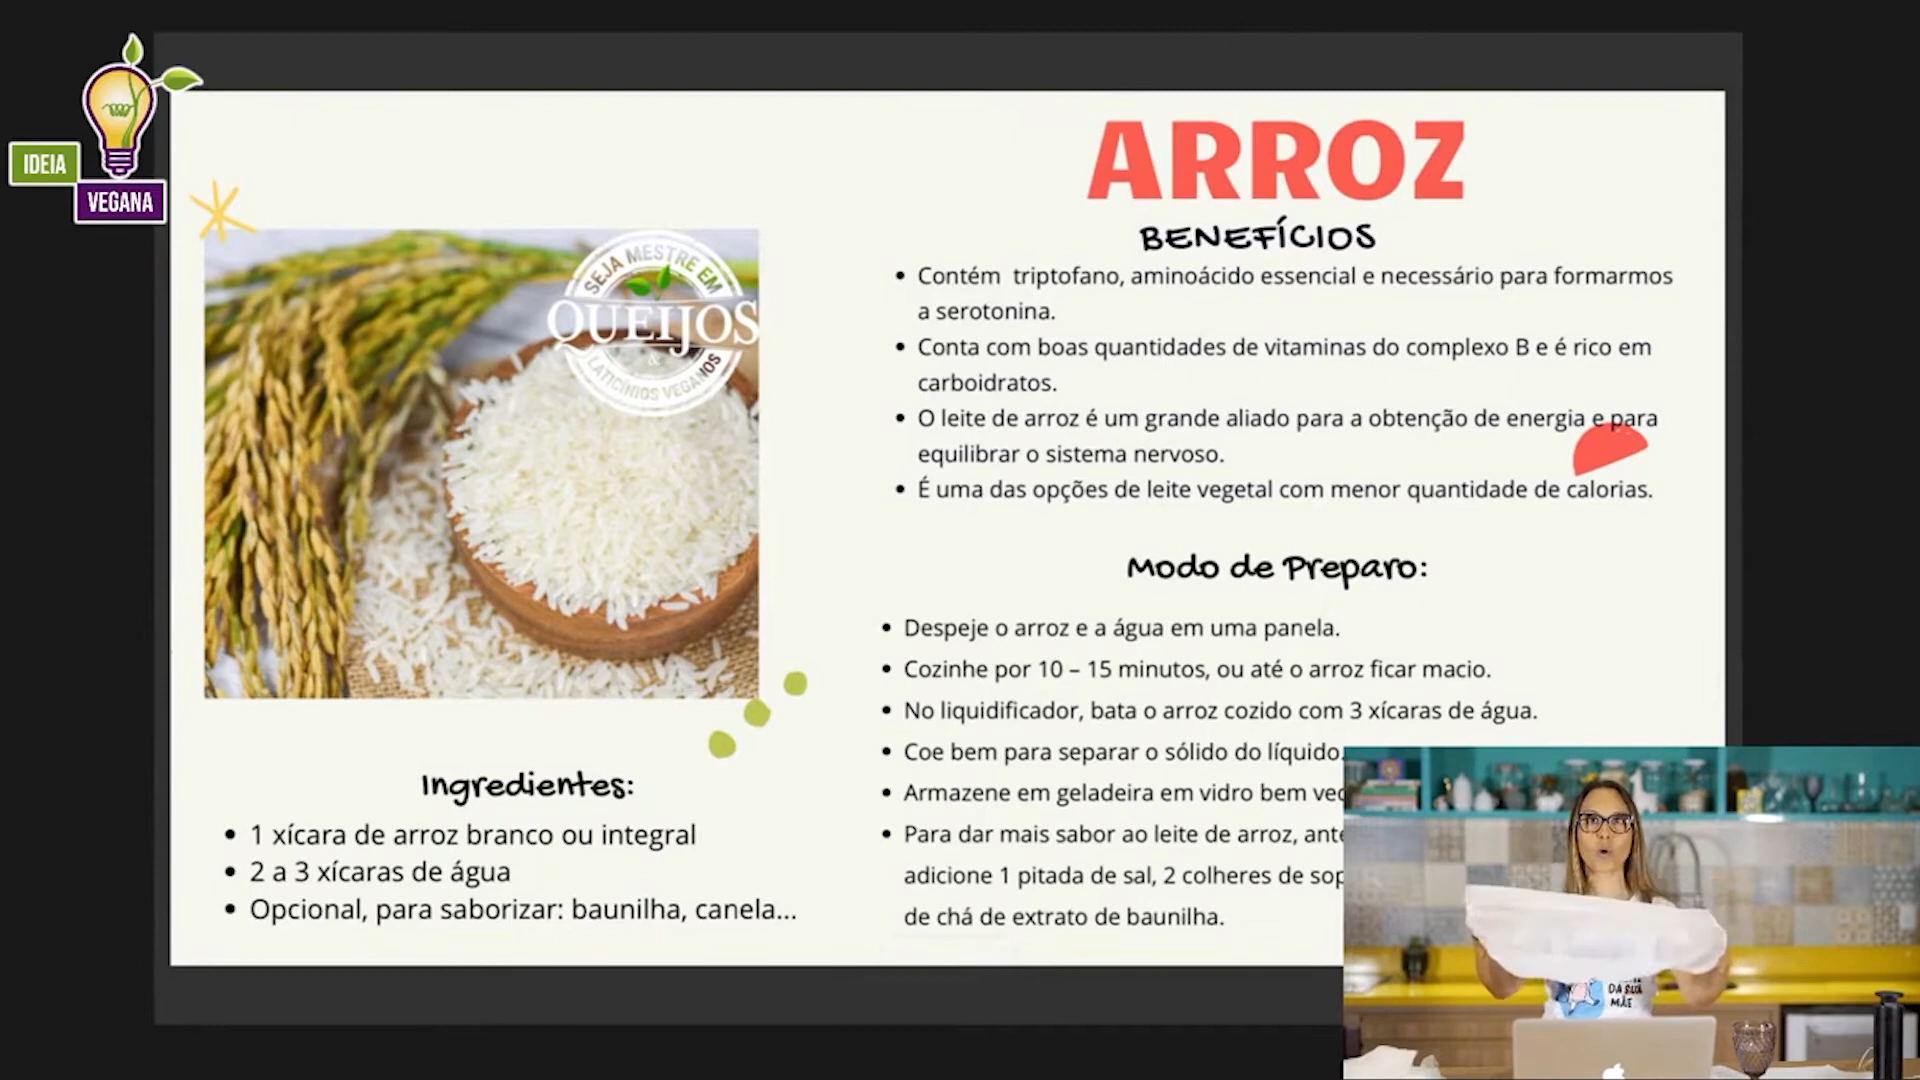 IDEIA
VEGANA
SEJA MESTRE EM
QUEIJOS
&
LATICÍNIOS VEGANOS
Ingredientes:
• 1 xícara de arroz branco ou integral
• 2 a 3 xícaras de água
• Opcional, para saborizar: baunilha, canela...
ARROZ
BENEFÍCIOS
• Contém triptofano, aminoácido essencial e necessário para formarmos
a serotonina.
• Conta com boas quantidades de vitaminas do complexo B e é rico em
carboidratos.
• O leite de arroz é um grande aliado para a obtenção de energia e para
equilibrar o sistema nervoso.
• É uma das opções de leite vegetal com menor quantidade de calorias.
Modo de Preparo:
• Despeje o arroz e a água em uma panela.
• Cozinhe por 10 – 15 minutos, ou até o arroz ficar macio.
• No liquidificador, bata o arroz cozido com 3 xícaras de água.
• Coe bem para separar o sólido do líquido.
• Armazene em geladeira em vidro bem
• Para dar mais sabor ao leite de arroz,
adicione 1 pitada de sal, 2 colheres de
de chá de extrato de baunilha.
DA SUA
MÃE